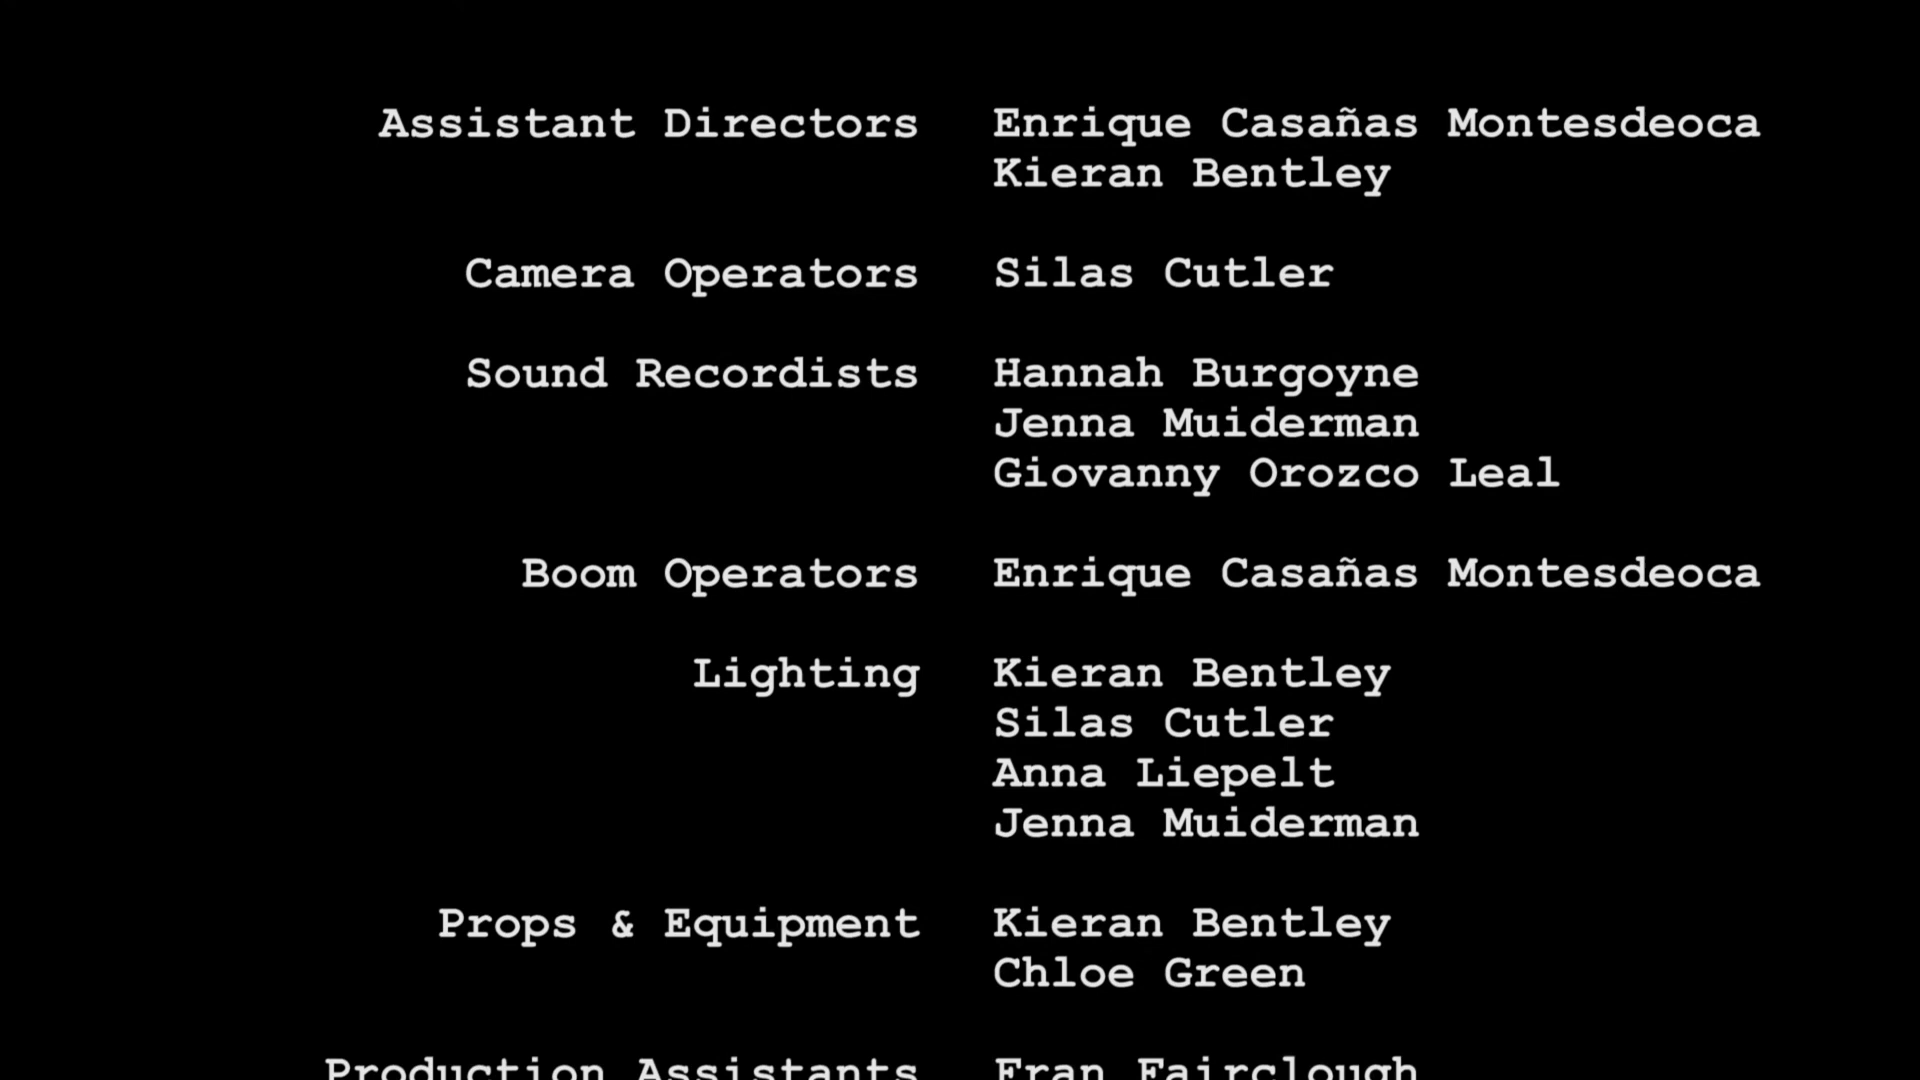 Assistant Directors Enrique Casañas Montesdeoca
Kieran Bentley
Camera Operators Silas Cutler
Sound Recordists Hannah Burgoyne
Jenna Muiderman
Giovanny Orozco Leal
Boom Operators Enrique Casañas Montesdeoca
Lighting Kieran Bentley
Silas Cutler
Anna Liepelt
Jenna Muiderman
Props & Equipment Kieran Bentley
Chloe Green
Production Assistants Fran Fairclough